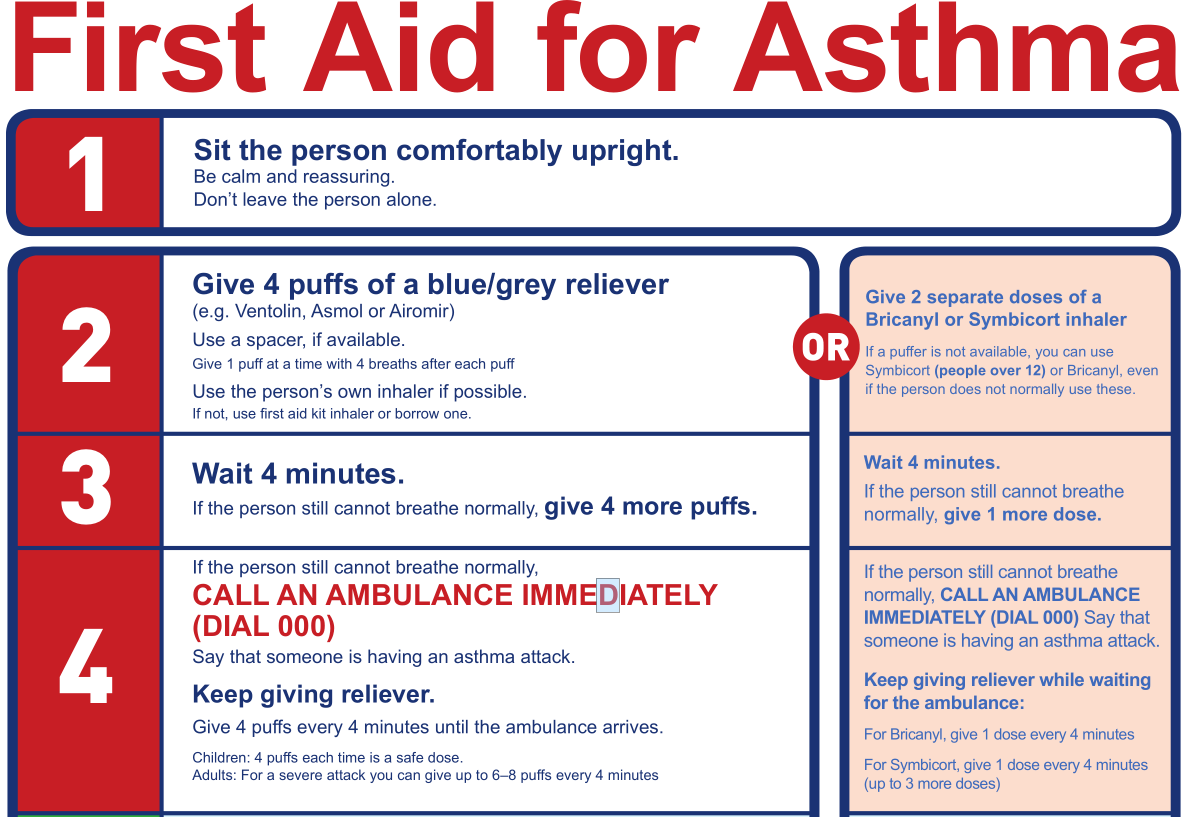 First Aid for Asthma
1
Sit the person comfortably upright.
Be calm and reassuring.
Don’t leave the person alone.
2
Give 4 puffs of a blue/grey reliever
(e.g. Ventolin, Asmol or Airomir)
Use a spacer, if available.
Give 1 puff at a time with 4 breaths after each puff
Use the person’s own inhaler if possible.
If not, use first aid kit inhaler or borrow one.
OR
Give 2 separate doses of a
Bricanyl or Symbicort inhaler
If a puffer is not available, you can use
Symbicort (people over 12) or Bricanyl, even
if the person does not normally use these.
3
Wait 4 minutes.
If the person still cannot breathe normally, give 4 more puffs.
Wait 4 minutes.
If the person still cannot breathe
normally, give 1 more dose.
4
If the person still cannot breathe normally,
CALL AN AMBULANCE IMMEDIATELY
(DIAL 000)
Say that someone is having an asthma attack.
Keep giving reliever.
Give 4 puffs every 4 minutes until the ambulance arrives.
Children: 4 puffs each time is a safe dose.
Adults: For a severe attack you can give up to 6–8 puffs every 4 minutes
If the person still cannot breathe
normally, CALL AN AMBULANCE
IMMEDIATELY (DIAL 000) Say that
someone is having an asthma attack.
Keep giving reliever while waiting
for the ambulance:
For Bricanyl, give 1 dose every 4 minutes
For Symbicort, give 1 dose every 4 minutes
(up to 3 more doses)